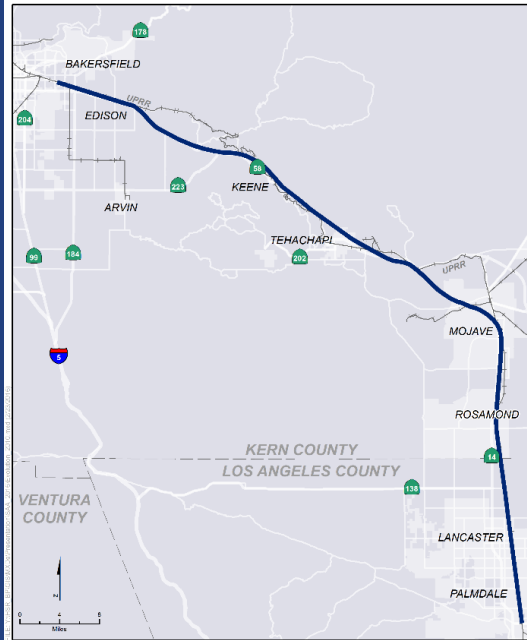 178
BAKERSFIELD
UPRR
204
EDISON
58
223
KEENE
ARVIN
TEHACHAPI
99
184
202
UPRR
MOJAVE
5
ROSAMOND
KERN COUNTY
14
LOS ANGELES COUNTY
138
VENTURA
COUNTY
LANCASTER
PALMDALE
0 4 8
Miles